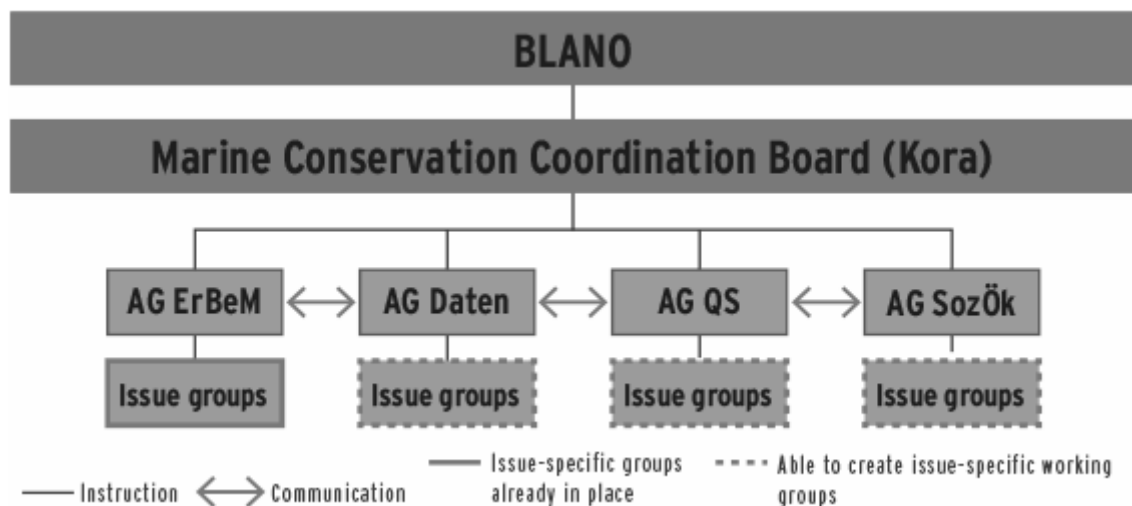 BLANO
Marine Conservation Coordination Board (Kora)
AG ErBeM
AG Daten
AG QS
AG SozÖk
Issue groups
Issue groups
Issue groups
Issue groups
Instruction
Communication
Issue-specific groups
already in place
Able to create issue-specific working
groups